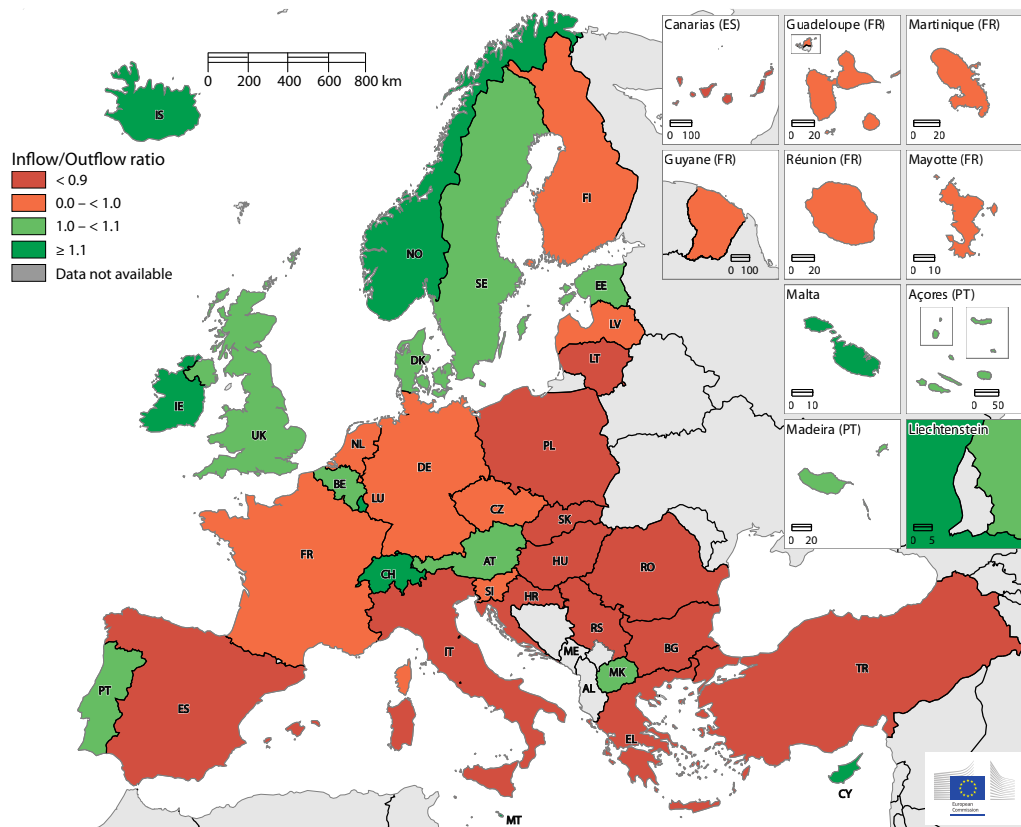 Canarias (ES)
0 100
Guadeloupe (FR)
0 20
Martinique (FR)
0 20
0 200 400 600 800 km
IS
Inflow/Outflow ratio
< 0.9
0.0 – < 1.0
1.0 – < 1.1
≥ 1.1
Data not available
Guyane (FR)
0 100
Réunion (FR)
0 20
Mayotte (FR)
0 10
FI
NO
SE
EE
LV
LT
DK
Malta
0 10
Açores (PT)
0 50
IE
UK
NL
DE
PL
BE
LU
CZ
SK
Madeira (PT)
0 20
Liechtenstein
0 5
FR
CH
AT
HU
RO
SI
HR
RS
IT
ME
BG
MK
AL
TR
PT
ES
EL
CY
MT
European
Commission